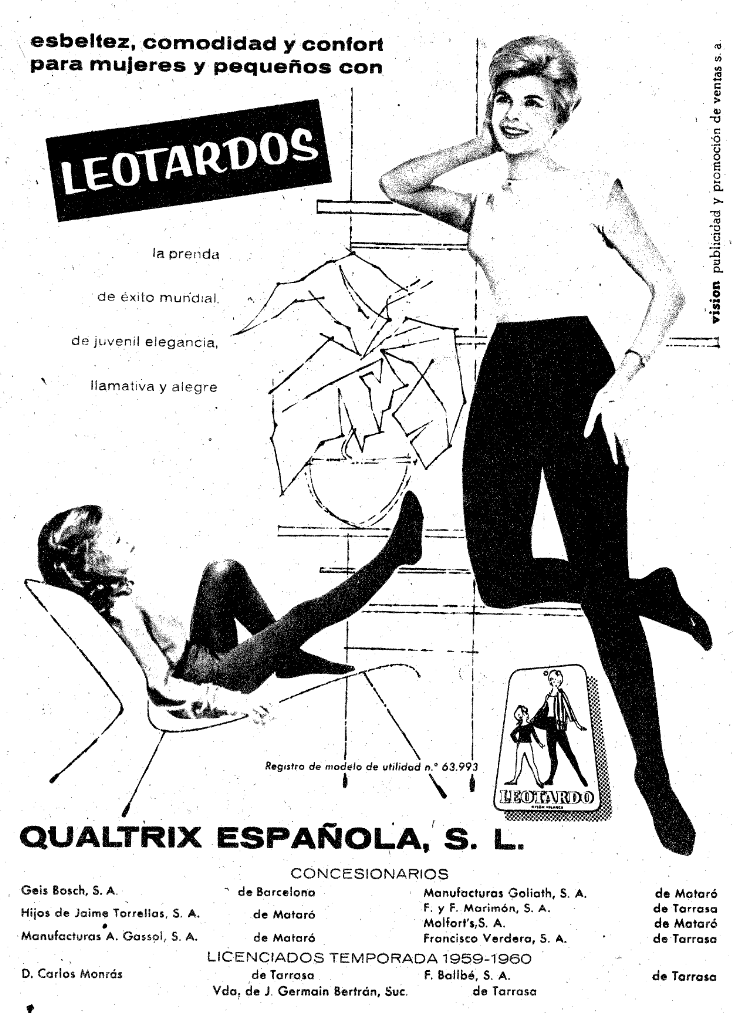 esbeltez, comodidad y confort
para mujeres y pequeños con
LEOTARDOS
la prenda
de éxito mundial,
de juvenil elegancia,
llamativa y alegre
vision publicidad y promoción de ventas s. a.
Registro de modelo de utilidad n.° 63.993
LEOTARDO
QUALTRIX ESPAÑOLA, S. L.
CONCESIONARIOS
Geis Bosch, S. A. de Barcelona
Hijos de Jaime Torrellas, S. A. de Mataró
Manufacturas A. Gassol, S. A. de Mataró
Manufacturas Goliath, S. A. de Mataró
F. y F. Marimón, S. A. de Tarrasa
Molfort's, S. A. de Mataró
Francisco Verdera, S. A. de Tarrasa
LICENCIADOS TEMPORADA 1959-1960
D. Carlos Monrás de Tarrasa F. Ballbé, S. A. de Tarrasa
Vda. de J. Germain Bertrán, Suc. de Tarrasa